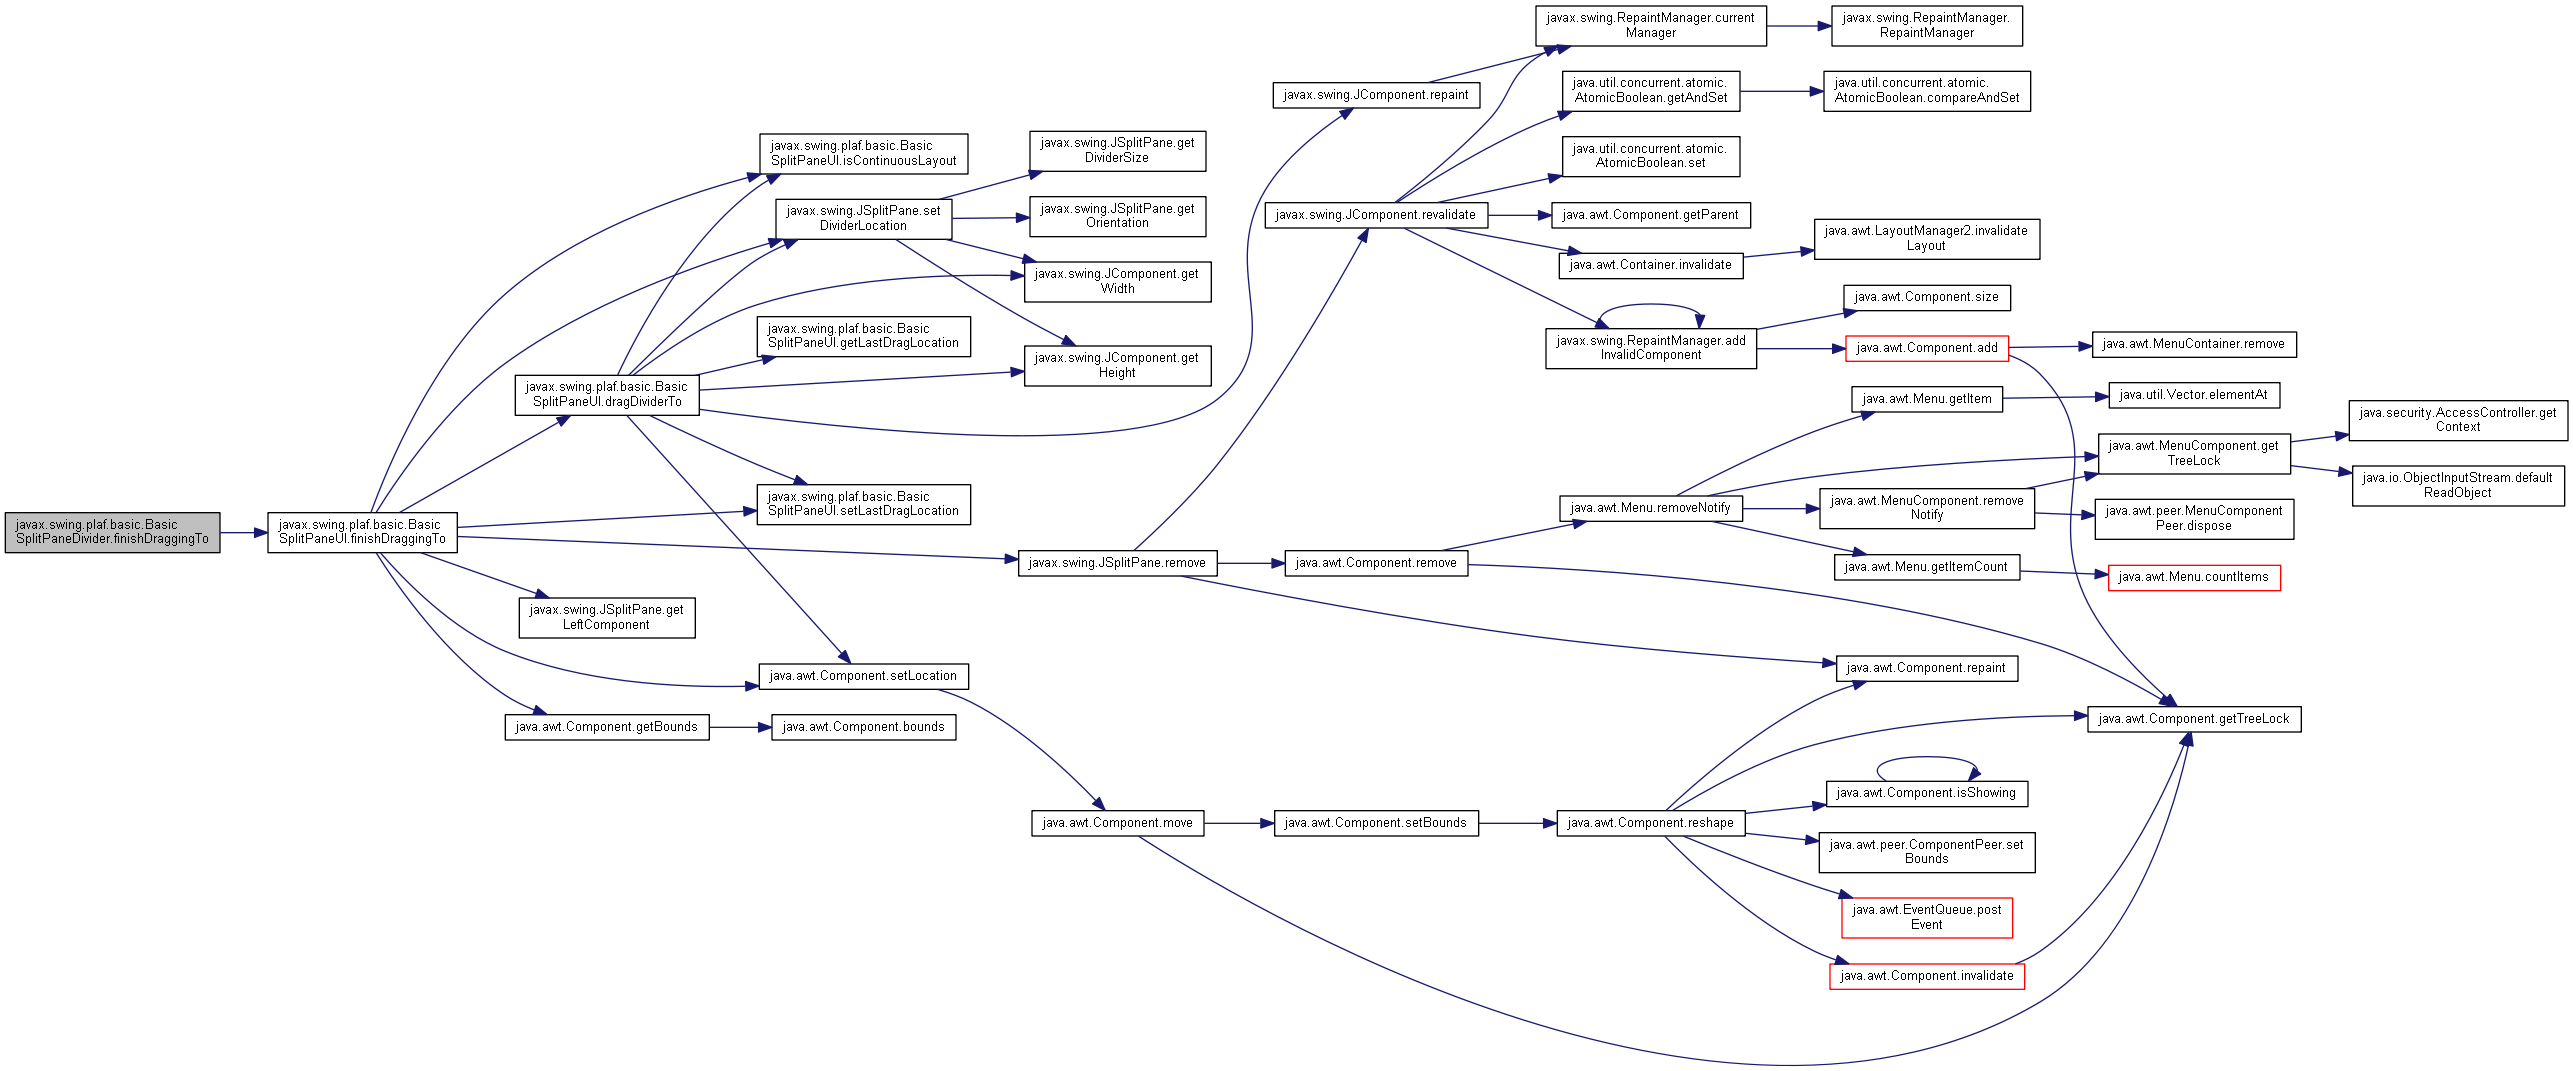 javax.swing.plaf.basic.Basic
SplitPaneDivider.finishDraggingTo
javax.swing.plaf.basic.Basic
SplitPaneUI.finishDraggingTo
javax.swing.plaf.basic.Basic
SplitPaneUI.dragDividerTo
javax.swing.JSplitPane.get
LeftComponent
java.awt.Component.getBounds
javax.swing.plaf.basic.Basic
SplitPaneUI.isContinuousLayout
javax.swing.JSplitPane.set
DividerLocation
javax.swing.plaf.basic.Basic
SplitPaneUI.getLastDragLocation
javax.swing.plaf.basic.Basic
SplitPaneUI.setLastDragLocation
java.awt.Component.setLocation
java.awt.Component.bounds
javax.swing.JSplitPane.get
DividerSize
javax.swing.JSplitPane.get
Orientation
javax.swing.JComponent.get
Width
javax.swing.JComponent.get
Height
javax.swing.JSplitPane.remove
java.awt.Component.move
javax.swing.JComponent.repaint
javax.swing.JComponent.revalidate
java.awt.Component.remove
java.awt.Component.setBounds
javax.swing.RepaintManager.current
Manager
java.util.concurrent.atomic.
AtomicBoolean.getAndSet
java.util.concurrent.atomic.
AtomicBoolean.set
java.awt.Component.getParent
java.awt.Container.invalidate
javax.swing.RepaintManager.add
InvalidComponent
java.awt.Menu.removeNotify
java.awt.Component.reshape
javax.swing.RepaintManager.
RepaintManager
java.util.concurrent.atomic.
AtomicBoolean.compareAndSet
java.awt.LayoutManager2.invalidate
Layout
java.awt.Component.size
java.awt.Component.add
java.awt.Menu.getItem
java.awt.MenuComponent.remove
Notify
java.awt.Menu.getItemCount
java.awt.Component.repaint
java.awt.Component.isShowing
java.awt.peer.ComponentPeer.set
Bounds
java.awt.EventQueue.post
Event
java.awt.Component.invalidate
java.awt.MenuContainer.remove
java.util.Vector.elementAt
java.awt.MenuComponent.get
TreeLock
java.awt.peer.MenuComponent
Peer.dispose
java.awt.Menu.countItems
java.awt.Component.getTreeLock
java.security.AccessController.get
Context
java.io.ObjectInputStream.default
ReadObject